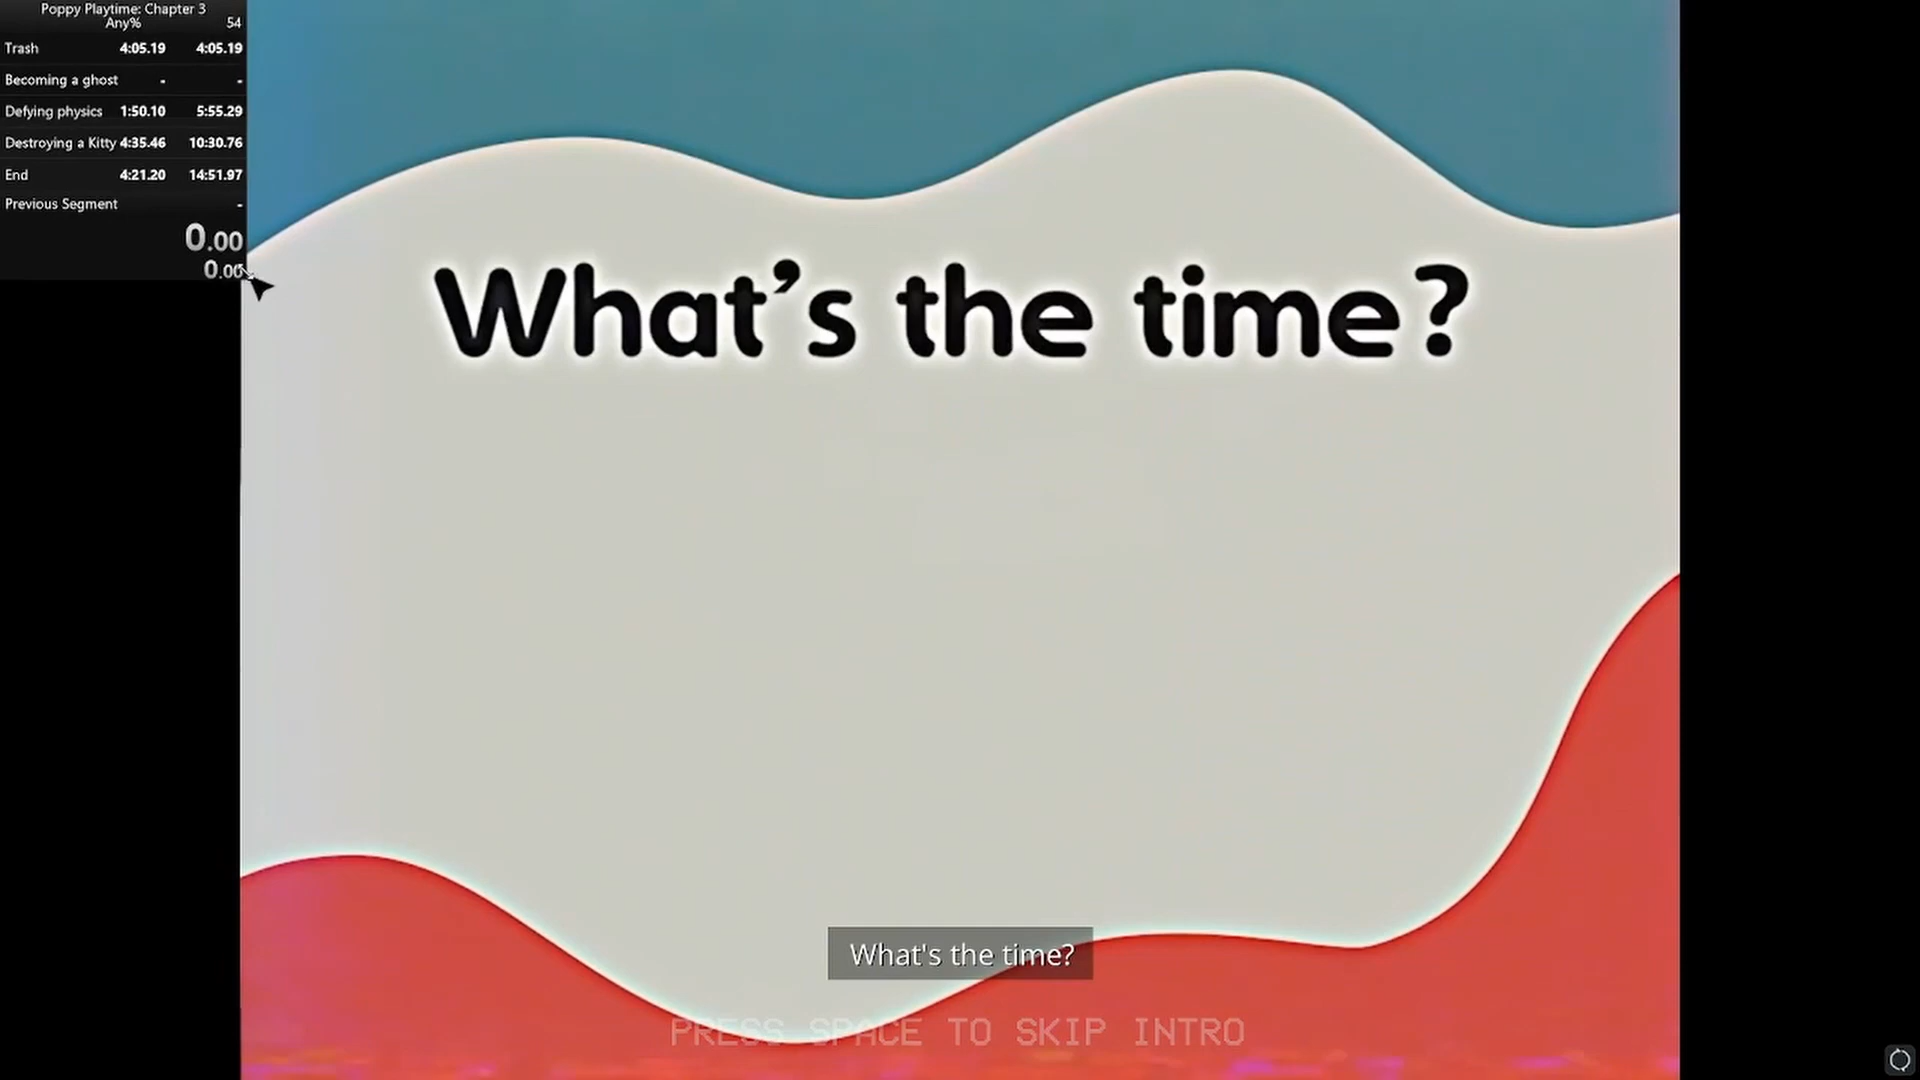 Poppy Playtime: Chapter 3
Any% 54
Trash 4:05.19 4:05.19
Becoming a ghost - -
Defying physics 1:50.10 5:55.29
Destroying a Kitty 4:35.46 10:30.76
End 4:21.20 14:51.97
Previous Segment -
0.00
0.00
What’s the time?
What's the time?
PRESS SPACE TO SKIP INTRO